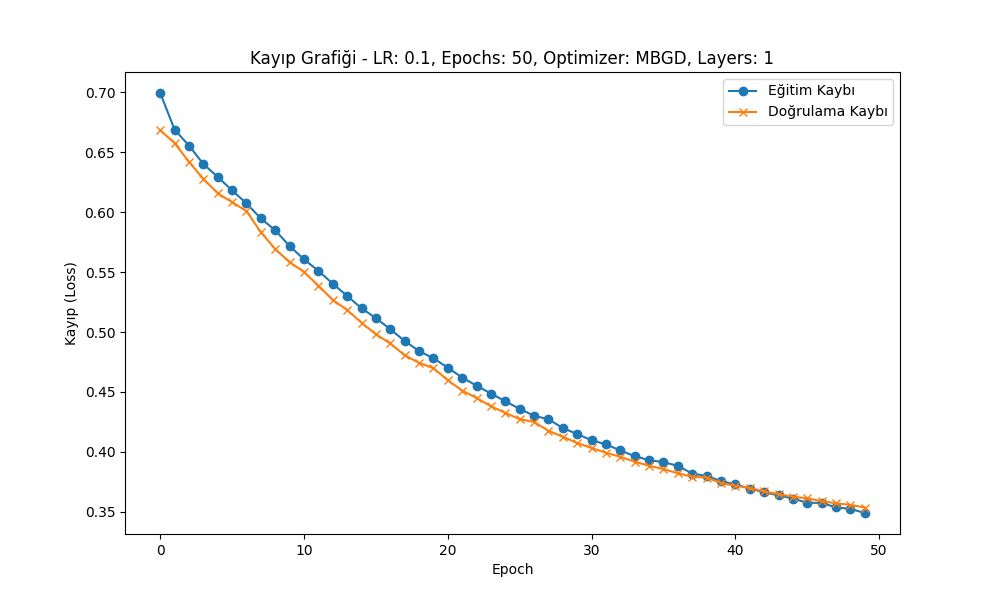 Kayıp Grafiği - LR: 0.1, Epochs: 50, Optimizer: MBGD, Layers: 1
Eğitim Kaybı
Doğrulama Kaybı
Kayıp (Loss)
0.70
0.65
0.60
0.55
0.50
0.45
0.40
0.35
0 10 20 30 40 50
Epoch